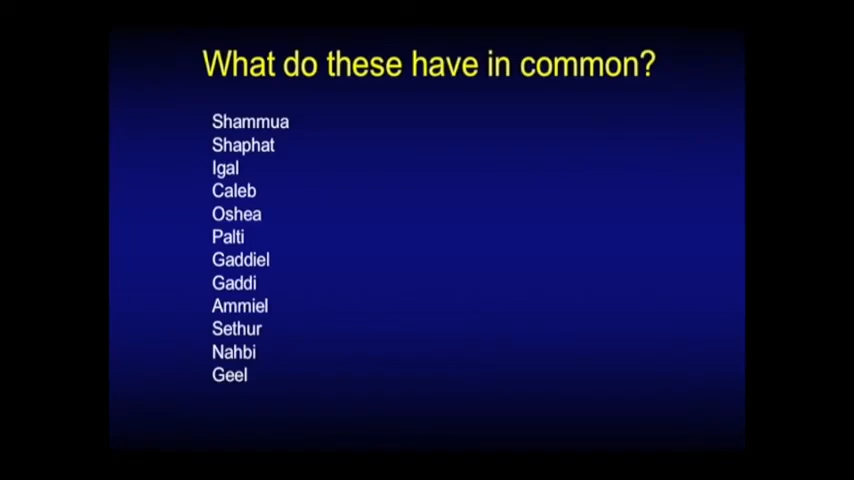 What do these have in common?
Shammua
Shaphat
Igal
Caleb
Oshea
Palti
Gaddiel
Gaddi
Ammiel
Sethur
Nahbi
Geel